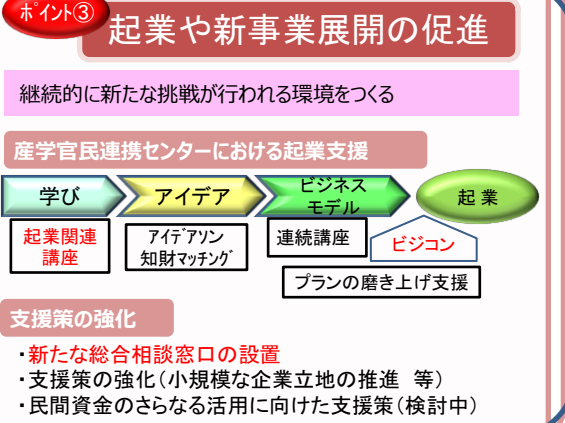 ﾎﾟｲﾝﾄ③
起業や新事業展開の促進
継続的に新たな挑戦が行われる環境をつくる
産学官民連携センターにおける起業支援
学び
アイデア
ビジネス
モデル
起業
起業関連
講座
ｱｲﾃﾞｱｿﾝ
知財ﾏｯﾁﾝｸﾞ
連続講座
ビジコン
プランの磨き上げ支援
支援策の強化
・新たな総合相談窓口の設置
・支援策の強化（小規模な企業立地の推進 等）
・民間資金のさらなる活用に向けた支援策（検討中）